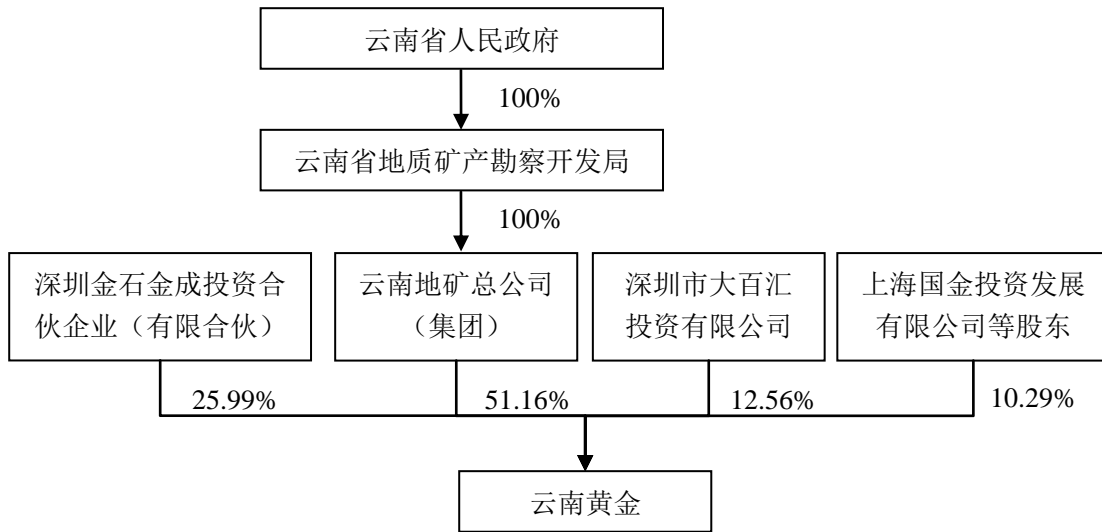 云南省人民政府
100%
云南省地质矿产勘察开发局
100%
深圳金石金成投资合
伙企业（有限合伙）
云南地矿总公司
（集团）
深圳市大百汇
投资有限公司
上海国金投资发展
有限公司等股东
25.99%
51.16%
12.56%
10.29%
云南黄金